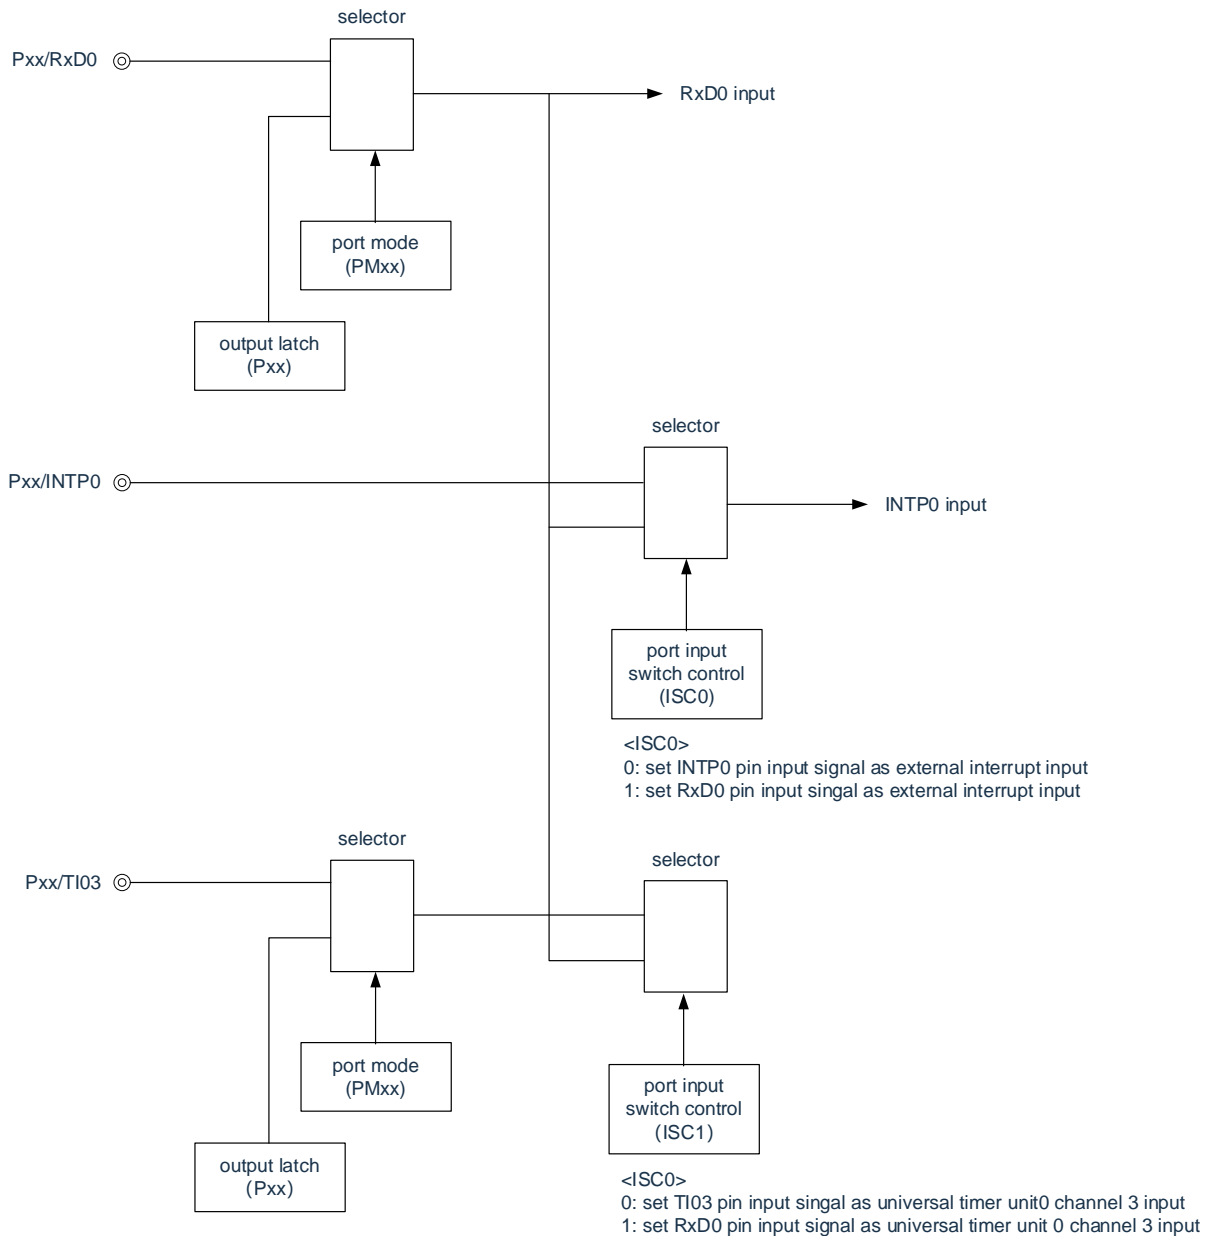 selector
Pxx/RxD0
RxD0 input
port mode
(PMxx)
output latch
(Pxx)
selector
Pxx/INTP0
INTP0 input
port input
switch control
(ISC0)
<ISC0>
0: set INTP0 pin input signal as external interrupt input
1: set RxD0 pin input singal as external interrupt input
selector
selector
Pxx/TI03
port mode
(PMxx)
port input
switch control
(ISC1)
output latch
(Pxx)
<ISC0>
0: set TI03 pin input singal as universal timer unit0 channel 3 input
1: set RxD0 pin input signal as universal timer unit 0 channel 3 input